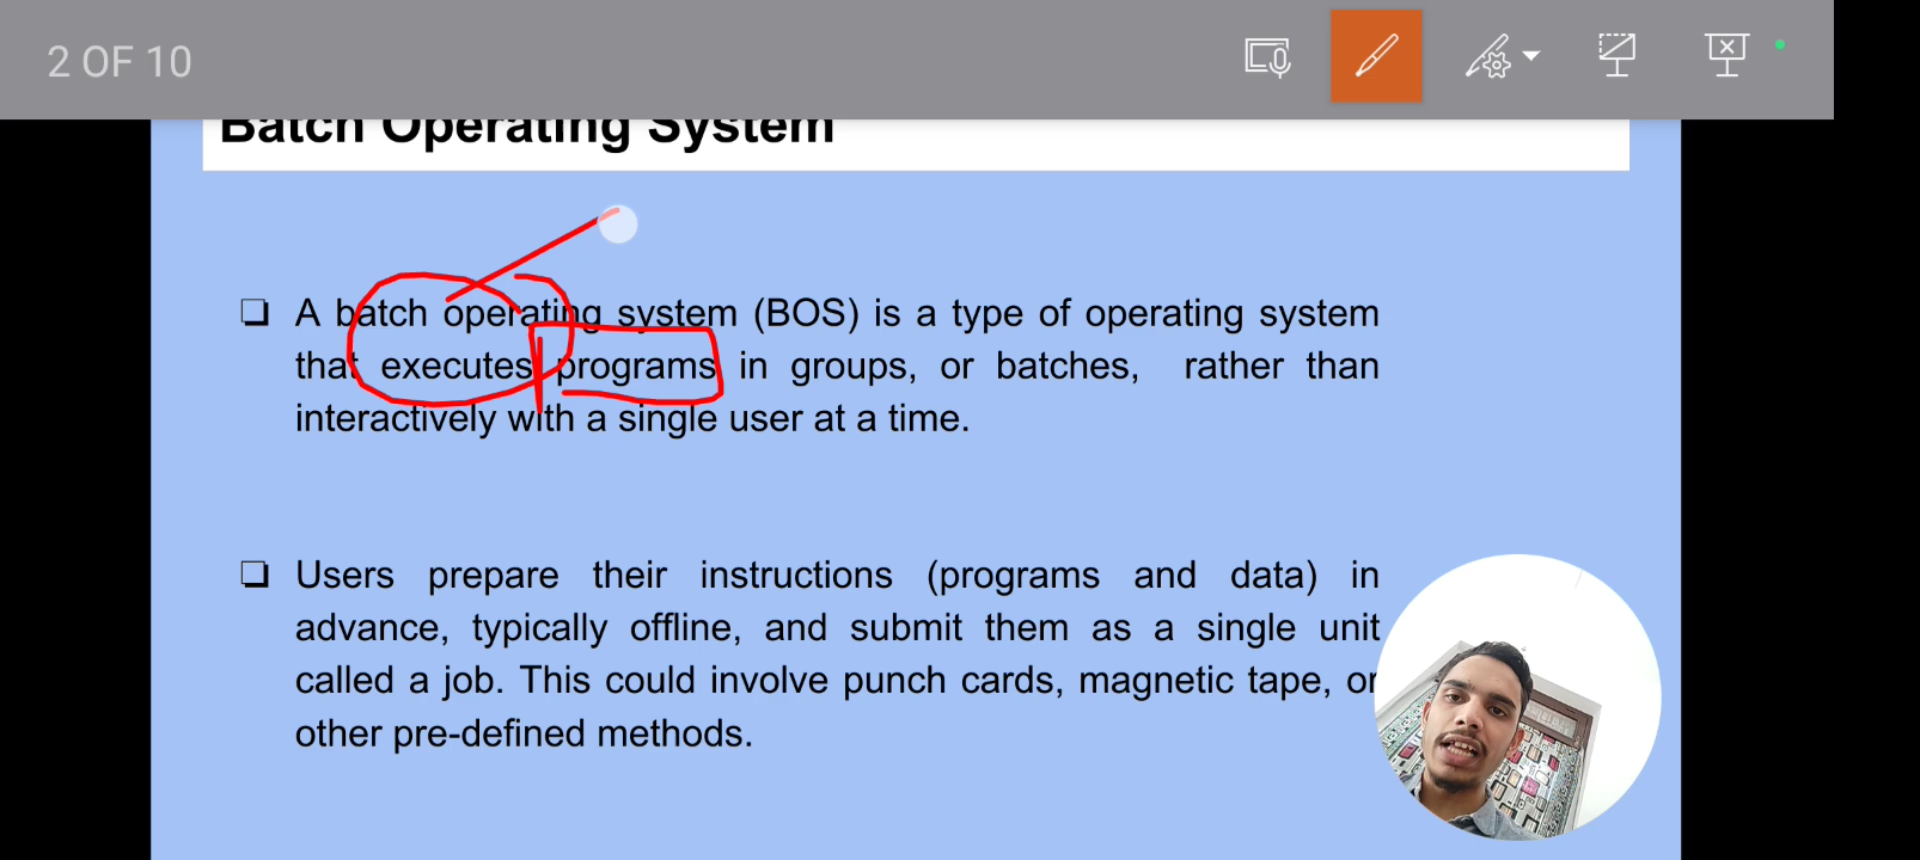 2 OF 10
Batch Operating System
❏ A batch operating system (BOS) is a type of operating system
that executes programs in groups, or batches, rather than
interactively with a single user at a time.
❏ Users prepare their instructions (programs and data) in
advance, typically offline, and submit them as a single unit
called a job. This could involve punch cards, magnetic tape, or
other pre-defined methods.